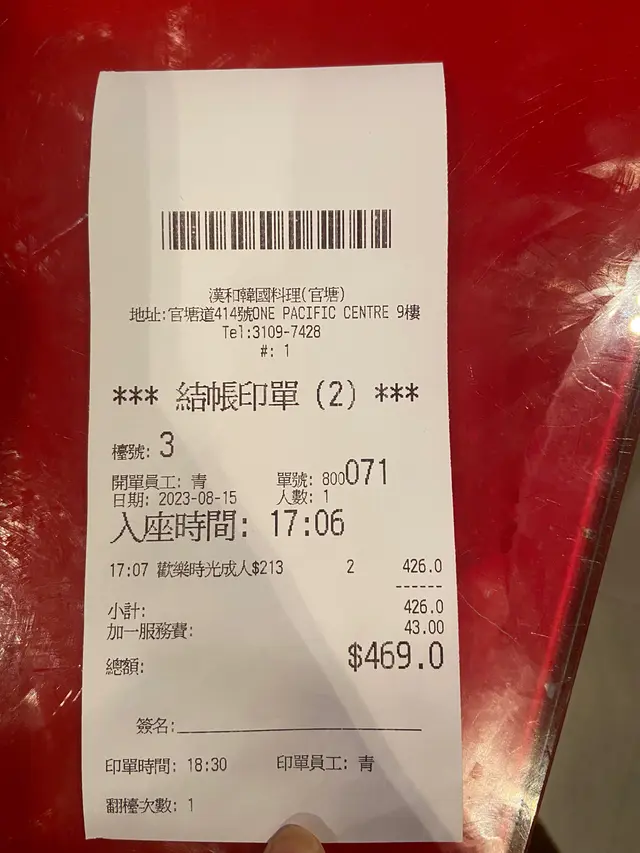 漢和韓國料理(官塘)
地址:官塘道414號ONE PACIFIC CENTRE 9樓
Tel:3109-7428
#: 1
*** 結帳印單 (2) ***
檯號: 3
開單員工: 青 單號: 800071
日期: 2023-08-15 人數: 1
入座時間: 17:06
17:07 歡樂時光成人$213 2 426.0
------
小計: 426.0
加一服務費: 43.00
總額: $469.0
簽名:
印單時間: 18:30 印單員工: 青
翻檯次數: 1